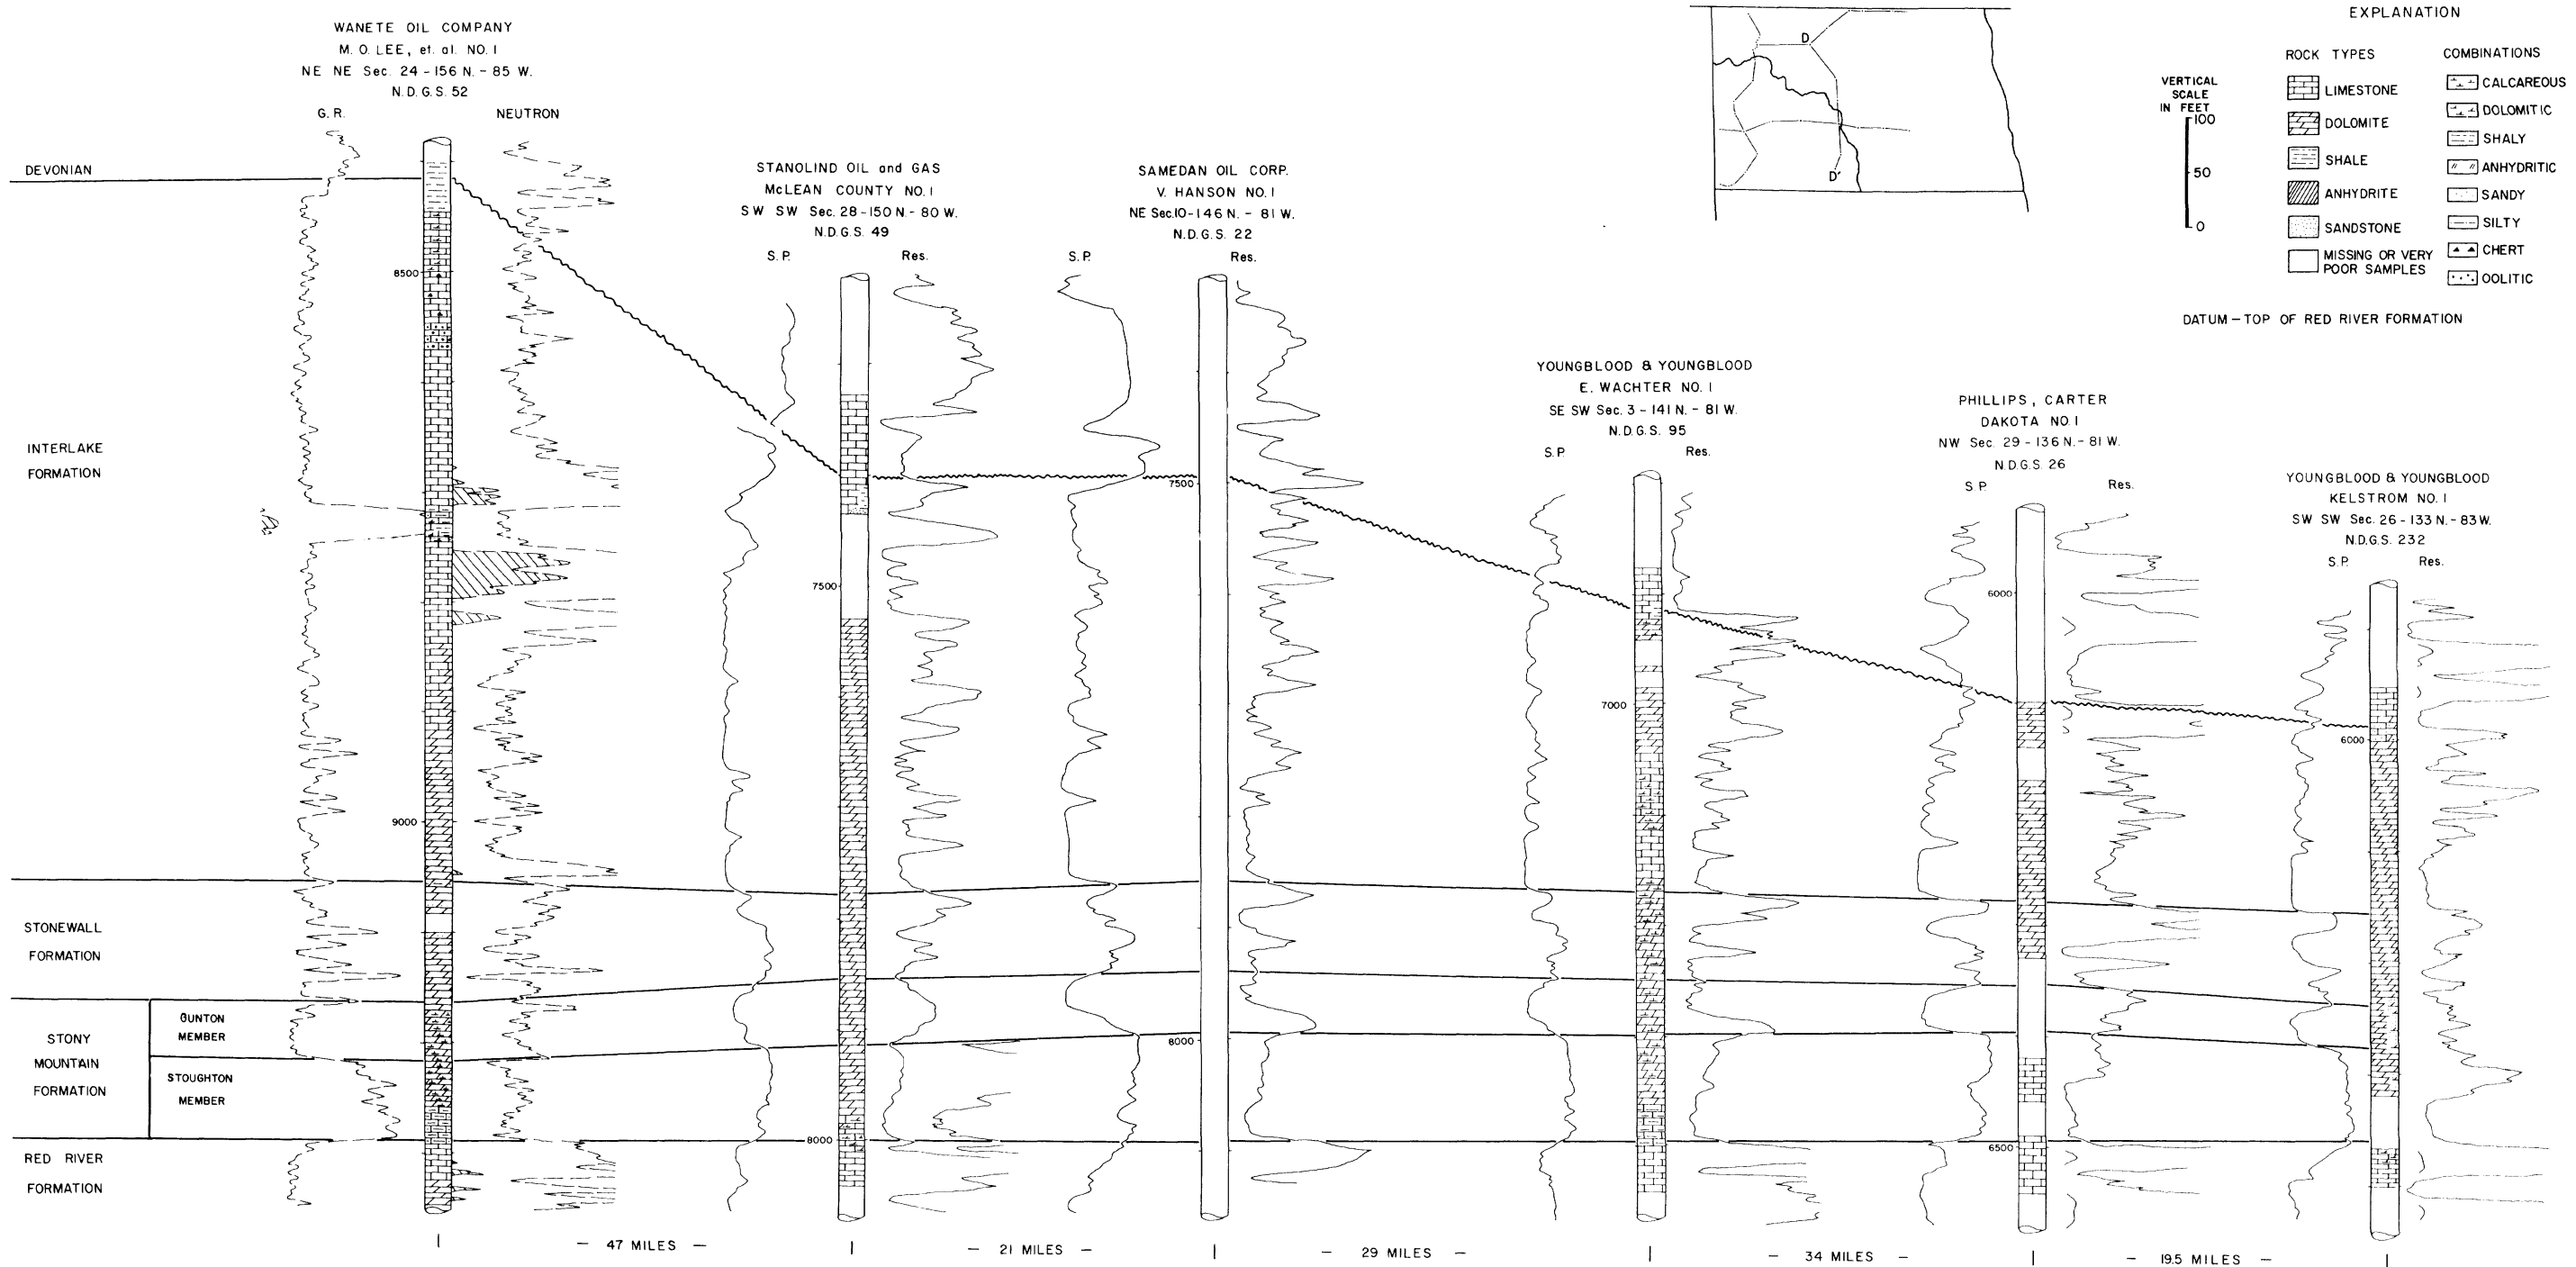 WANETE OIL COMPANY
M. O. LEE, et. al. NO. 1
NE NE Sec. 24 - 156 N. - 85 W.
N.D.G.S. 52
G. R.
NEUTRON
STANOLIND OIL and GAS
McLEAN COUNTY NO. 1
SW SW Sec. 28 - 150 N. - 80 W.
N.D.G.S. 49
S. P.
Res.
SAMEDAN OIL CORP.
V. HANSON NO. 1
NE Sec. 10 - 146 N. - 81 W.
N.D.G.S. 22
S. P.
Res.
YOUNGBLOOD & YOUNGBLOOD
E. WACHTER NO. 1
SE SW Sec. 3 - 141 N. - 81 W.
N.D.G.S. 95
S. P.
Res.
PHILLIPS, CARTER
DAKOTA NO. 1
NW Sec. 29 - 136 N. - 81 W.
N.D.G.S. 26
S. P.
Res.
YOUNGBLOOD & YOUNGBLOOD
KELSTROM NO. 1
SW SW Sec. 26 - 133 N. - 83 W.
N.D.G.S. 232
S. P.
Res.
D
D'
VERTICAL
SCALE
IN FEET
100
50
0
EXPLANATION
ROCK TYPES
LIMESTONE
DOLOMITE
SHALE
ANHYDRITE
SANDSTONE
MISSING OR VERY
POOR SAMPLES
COMBINATIONS
CALCAREOUS
DOLOMITIC
SHALY
ANHYDRITIC
SANDY
SILTY
CHERT
OOLITIC
DATUM - TOP OF RED RIVER FORMATION
DEVONIAN
INTERLAKE
FORMATION
STONEWALL
FORMATION
STONY
MOUNTAIN
FORMATION
GUNTON
MEMBER
STOUGHTON
MEMBER
RED RIVER
FORMATION
8500
9000
7500
8000
7500
8000
7000
6000
6500
6000
47 MILES
21 MILES
29 MILES
34 MILES
19.5 MILES